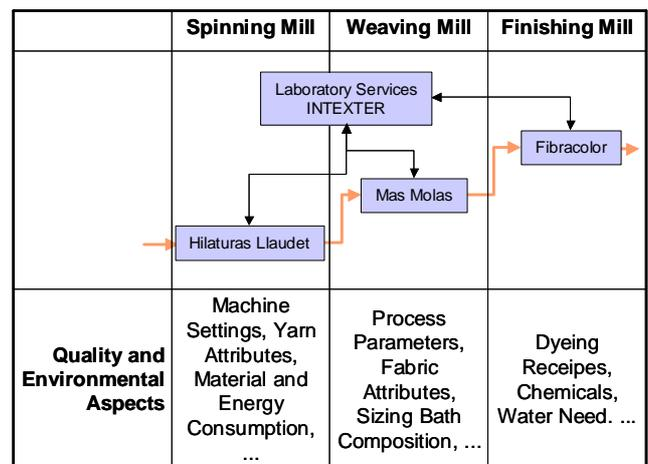 Spinning Mill
Weaving Mill
Finishing Mill
Laboratory Services
INTEXTER
Fibracolor
Mas Molas
Hilaturas Llaudet
Quality and
Environmental
Aspects
Machine
Settings, Yarn
Attributes,
Material and
Energy
Consumption,
...
Process
Parameters,
Fabric
Attributes,
Sizing Bath
Composition, ...
Dyeing
Receipes,
Chemicals,
Water Need. ...